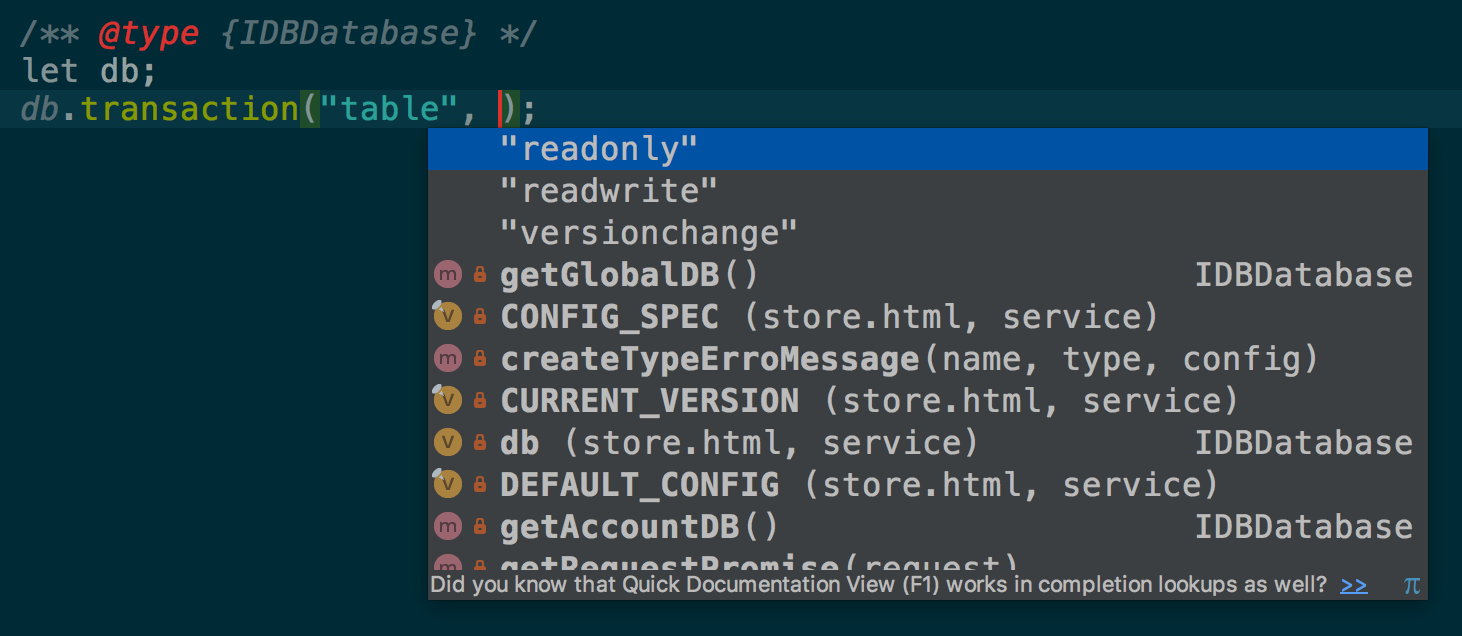 /** @type {IDBDatabase} */
let db;
db.transaction("table", );
"readonly"
"readwrite"
"versionchange"
m getGlobalDB() IDBDatabase
v CONFIG_SPEC (store.html, service)
m createTypeErroMessage(name, type, config)
v CURRENT_VERSION (store.html, service)
v db (store.html, service) IDBDatabase
v DEFAULT_CONFIG (store.html, service)
m getAccountDB() IDBDatabase
m getRequestPromise(request)
Did you know that Quick Documentation View (F1) works in completion lookups as well? >> π